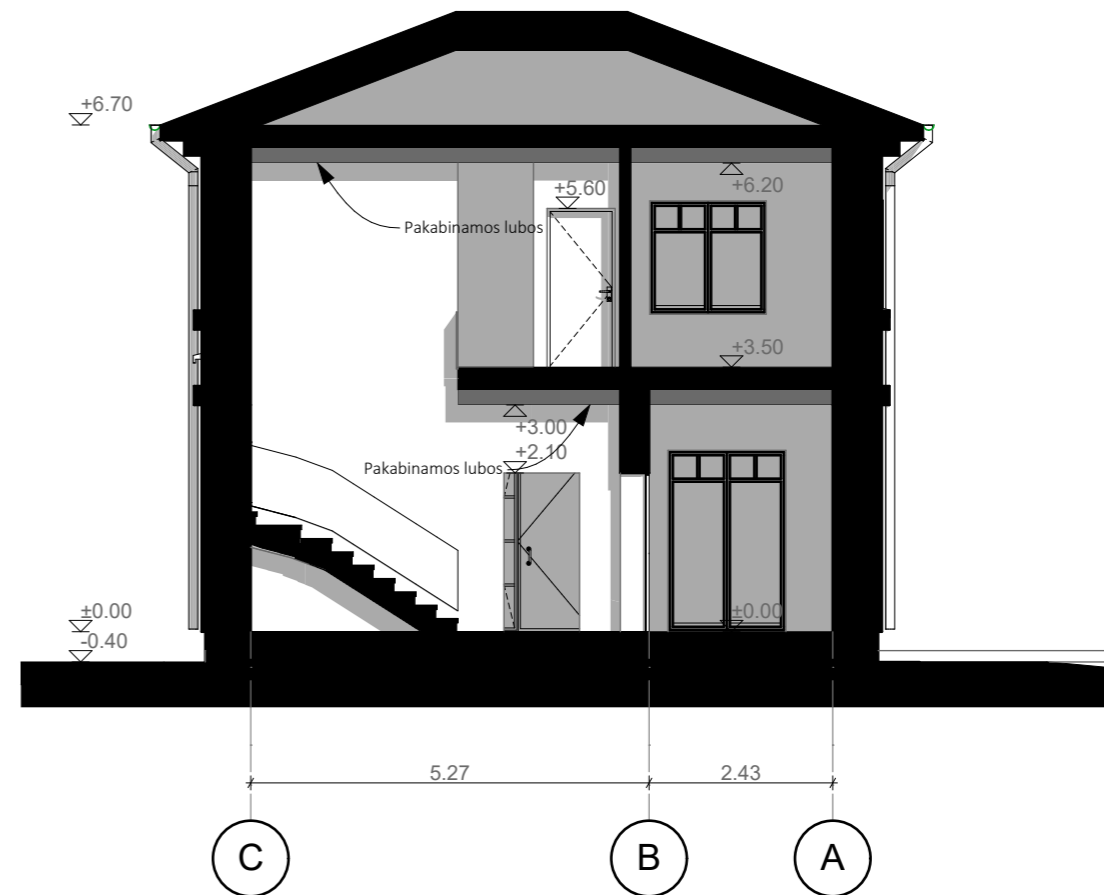 +6.70
+6.20
+5.60
Pakabinamos lubos
+3.50
+3.00
+2.10
Pakabinamos lubos
±0.00
±0.00
-0.40
5.27
2.43
C
B
A